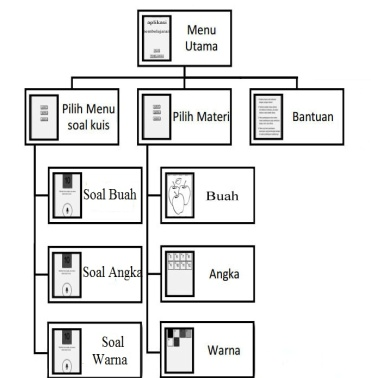 aplikasi
pembelajaran
Menu
Utama
Pilih Menu
soal kuis
Pilih Materi
Bantuan
Soal Buah
Buah
Soal Angka
Angka
Soal
Warna
Warna